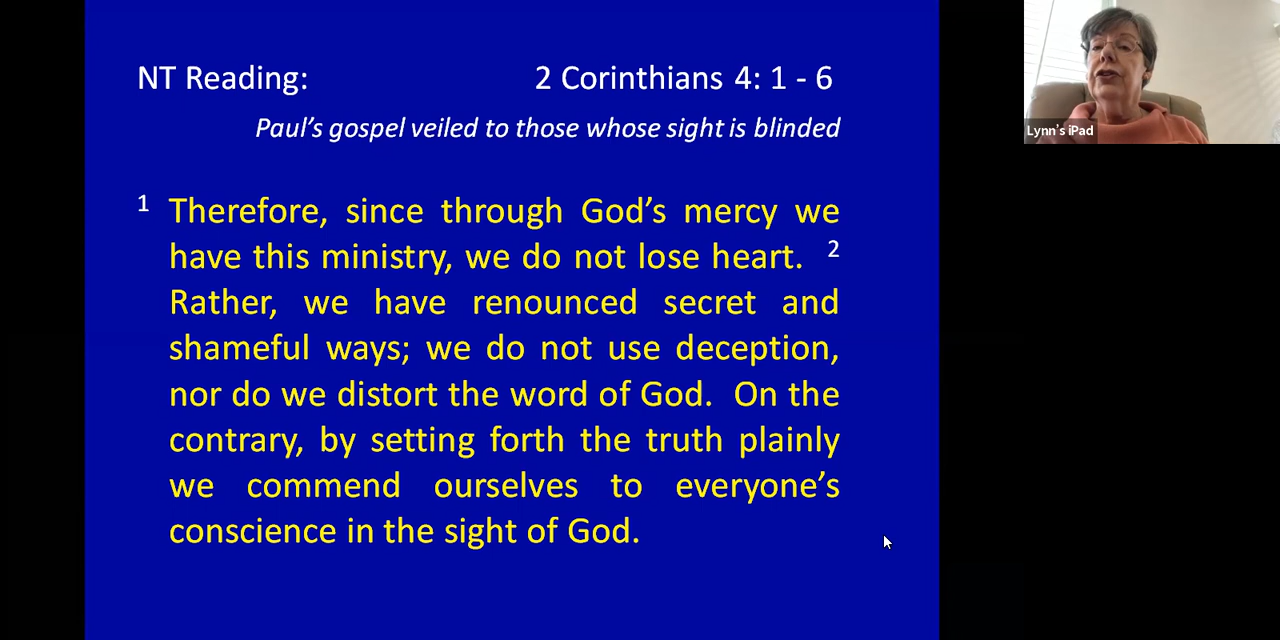 NT Reading: 2 Corinthians 4: 1 - 6
Paul’s gospel veiled to those whose sight is blinded
1 Therefore, since through God’s mercy we
have this ministry, we do not lose heart. 2
Rather, we have renounced secret and
shameful ways; we do not use deception,
nor do we distort the word of God. On the
contrary, by setting forth the truth plainly
we commend ourselves to everyone’s
conscience in the sight of God.
Lynn's iPad